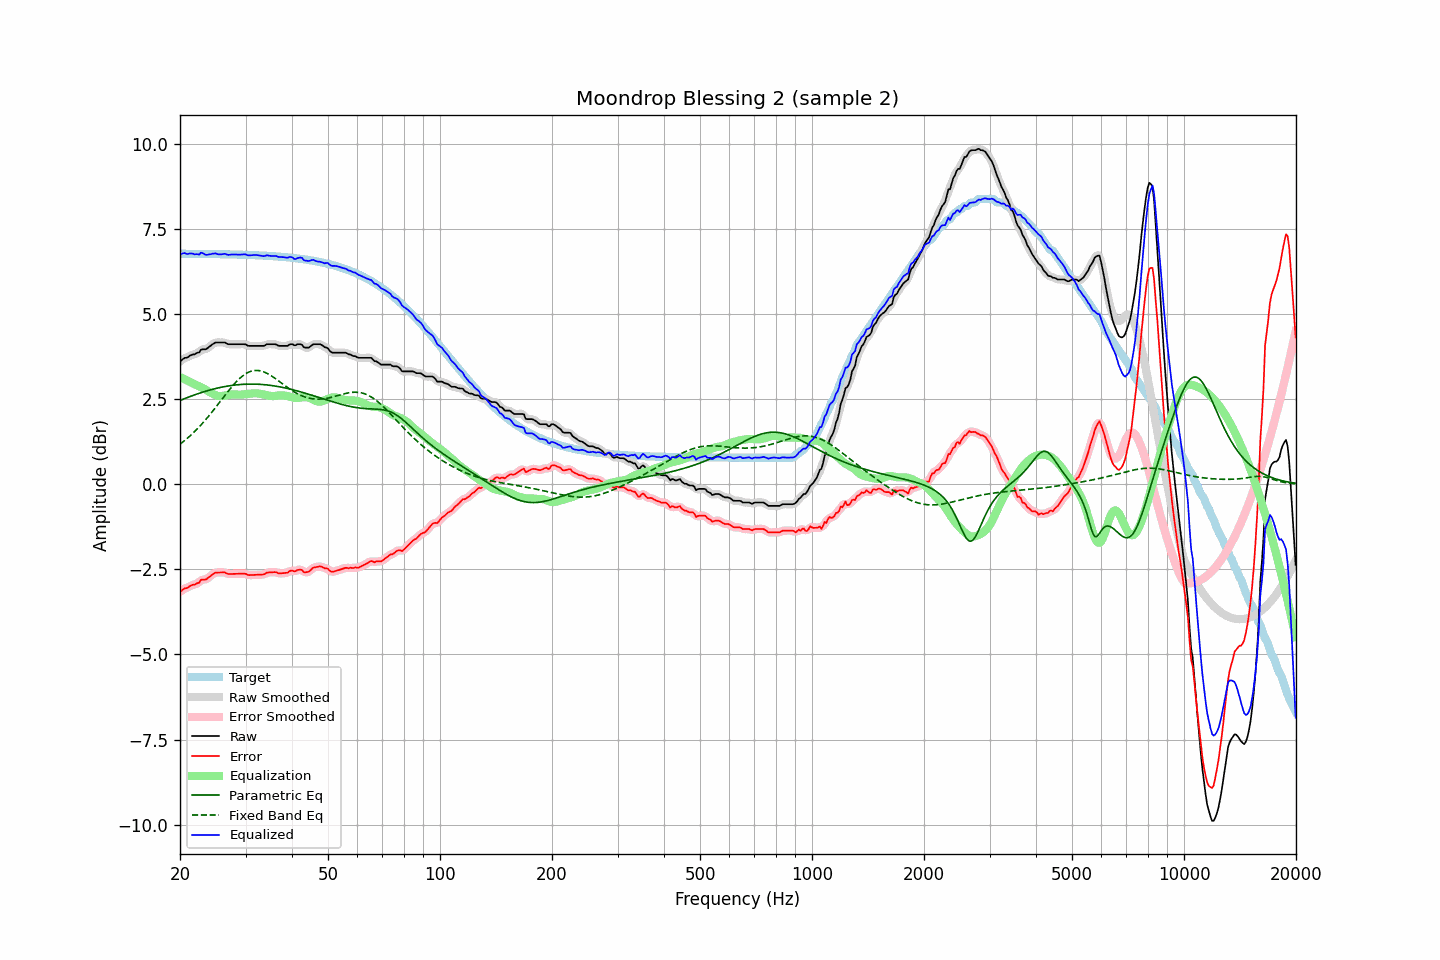 Moondrop Blessing 2 (sample 2)
Amplitude (dBr)
10.0
7.5
5.0
2.5
0.0
−2.5
−5.0
−7.5
−10.0
Target
Raw Smoothed
Error Smoothed
Raw
Error
Equalization
Parametric Eq
Fixed Band Eq
Equalized
20 50 100 200 500 1000 2000 5000 10000 20000
Frequency (Hz)